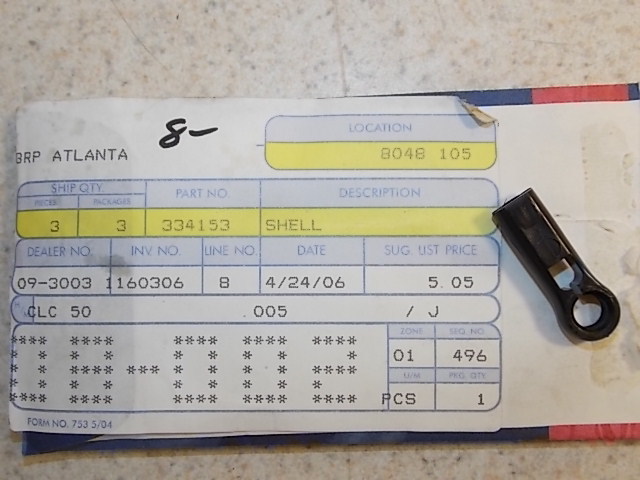 8-
LOCATION
BRP ATLANTA
8048 105
SHIP QTY.
PART NO.
DESCRIPTION
PIECES
PACKAGES
3
3
334153
SHELL
DEALER NO.
INV. NO.
LINE NO.
DATE
SUG. LIST PRICE
09-3003
1160306
8
4/24/06
5.05
CLC 50
.005
/ J
ZONE
SEQ. NO.
01
496
U/M
PKG. QTY.
PCS
1
FORM NO. 753 5/04